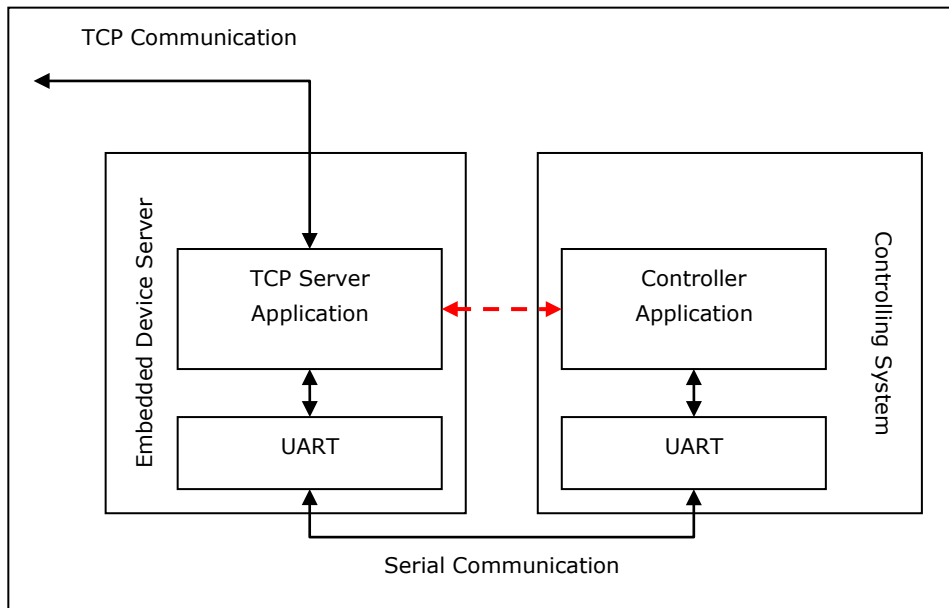 TCP Communication
Embedded Device Server
TCP Server
Application
UART
Controller
Application
UART
Controlling System
Serial Communication